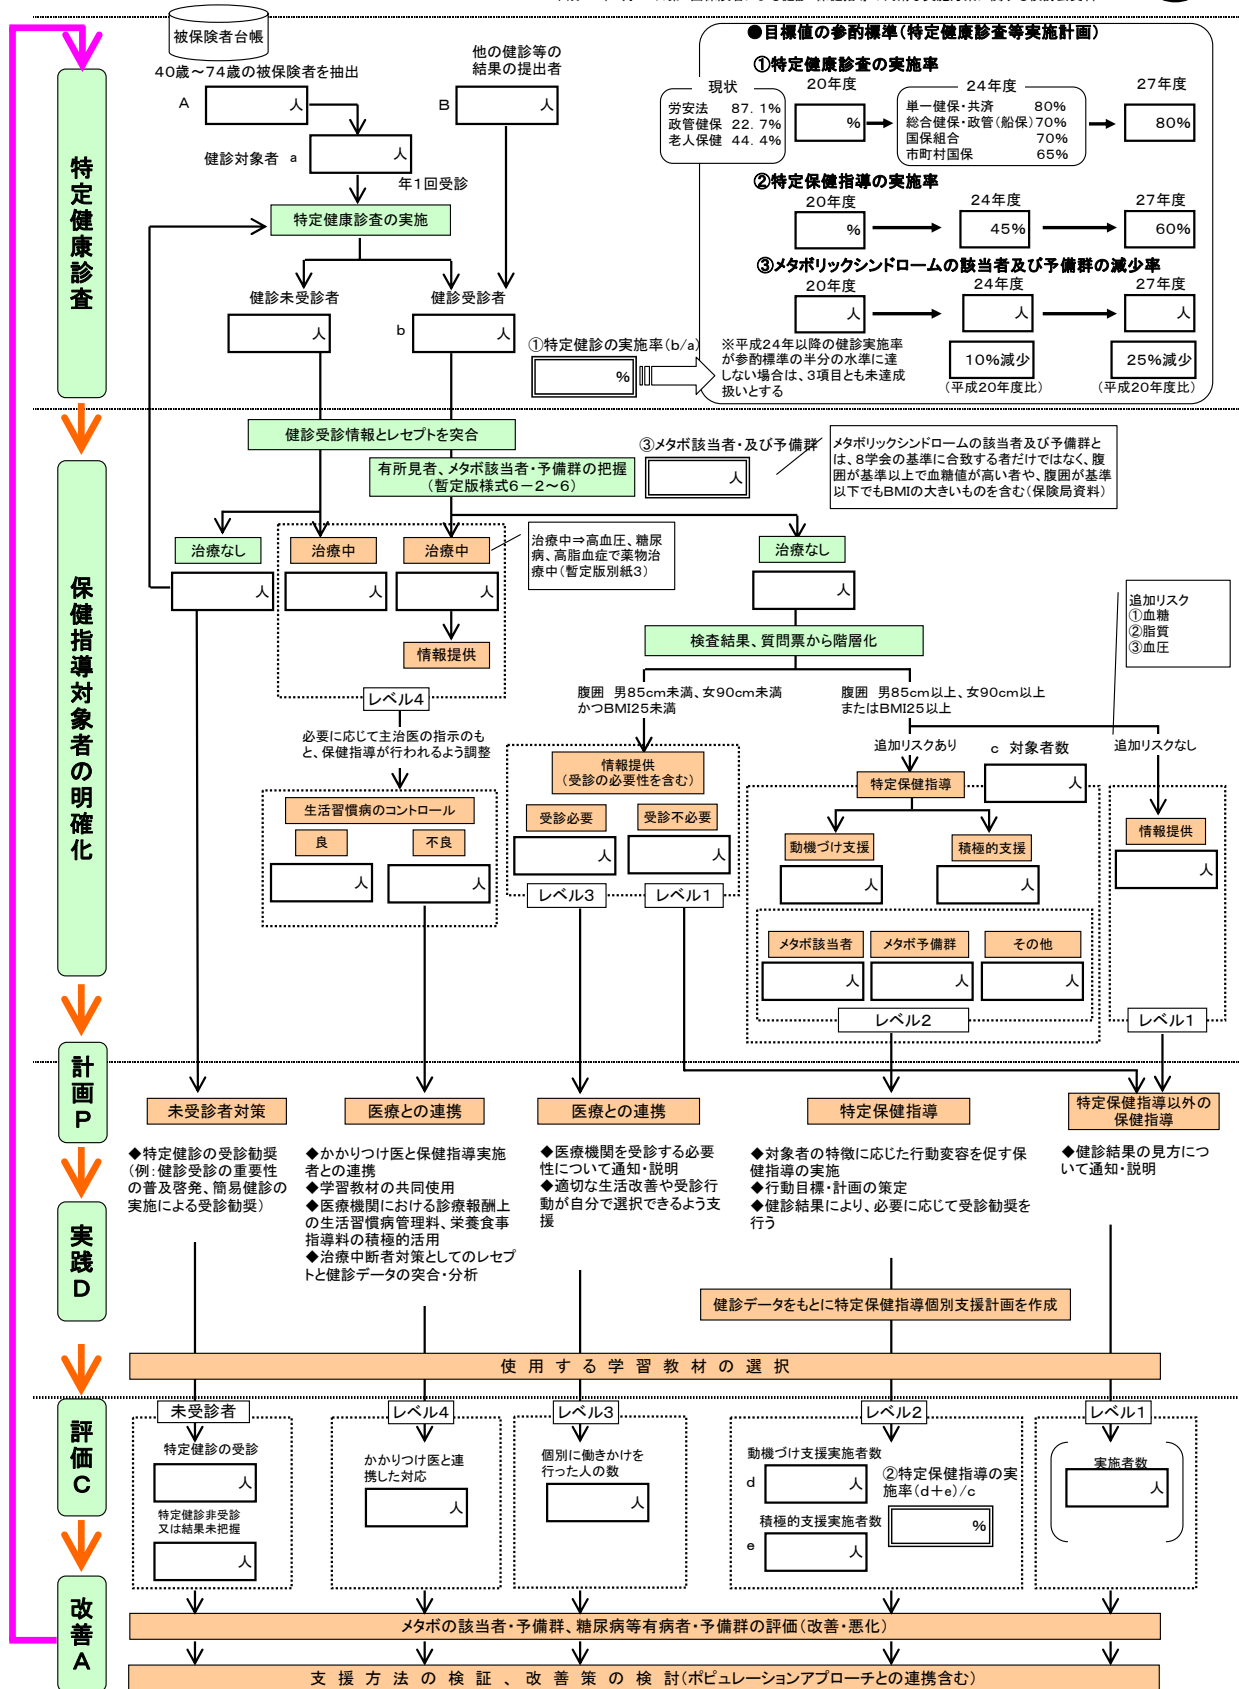 被保険者台帳
40歳～74歳の被保険者を抽出
A
人
他の健診等の
結果の提出者
B
人
健診対象者 a
人
年1回受診
特定健康診査の実施
健診未受診者
人
健診受診者
b
人
①特定健診の実施率(b/a)
%
●目標値の参酌標準(特定健康診査等実施計画)
①特定健康診査の実施率
現状
労安法 87.1%
政管健保 22.7%
老人保健 44.4%
20年度
%
24年度
単一健保・共済 80%
総合健保・政管(船保)70%
国保組合 70%
市町村国保 65%
27年度
80%
②特定保健指導の実施率
20年度
%
24年度
45%
27年度
60%
③メタボリックシンドロームの該当者及び予備群の減少率
20年度
人
24年度
人
27年度
人
※平成24年以降の健診実施率
が参酌標準の半分の水準に達
しない場合は、3項目とも未達成
扱いとする
10%減少
(平成20年度比)
25%減少
(平成20年度比)
特定健康診査
健診受診情報とレセプトを突合
有所見者、メタボ該当者・予備群の把握
(暫定版様式6－2～6)
③メタボ該当者・及び予備群
人
メタボリックシンドロームの該当者及び予備群と
は、8学会の基準に合致する者だけではなく、腹
囲が基準以上で血糖値が高い者や、腹囲が基準
以下でもBMIの大きいものを含む(保険局資料)
治療なし
人
治療中
人
治療中
人
情報提供
レベル4
治療中⇒高血圧、糖尿
病、高脂血症で薬物治
療中(暫定版別紙3)
治療なし
人
検査結果、質問票から階層化
追加リスク
①血糖
②脂質
③血圧
腹囲 男85cm未満、女90cm未満
かつBMI25未満
腹囲 男85cm以上、女90cm以上
またはBMI25以上
必要に応じて主治医の指示のも
と、保健指導が行われるよう調整
生活習慣病のコントロール
良
人
不良
人
情報提供
(受診の必要性を含む)
受診必要
人
受診不必要
人
レベル3
レベル1
追加リスクあり
c 対象者数
人
特定保健指導
動機づけ支援
人
積極的支援
人
メタボ該当者
人
メタボ予備群
人
その他
人
レベル2
追加リスクなし
情報提供
人
レベル1
保健指導対象者の明確化
計画P
未受診者対策
医療との連携
医療との連携
特定保健指導
特定保健指導以外の
保健指導
◆特定健診の受診勧奨
(例:健診受診の重要性
の普及啓発、簡易健診の
実施による受診勧奨)
◆かかりつけ医と保健指導実施
者との連携
◆学習教材の共同使用
◆医療機関における診療報酬上
の生活習慣病管理料、栄養食事
指導料の積極的活用
◆治療中断者対策としてのレセプ
トと健診データの突合・分析
◆医療機関を受診する必要
性について通知・説明
◆適切な生活改善や受診行
動が自分で選択できるよう支
援
◆対象者の特徴に応じた行動変容を促す保
健指導の実施
◆行動目標・計画の策定
◆健診結果により、必要に応じて受診勧奨を
行う
◆健診結果の見方につ
いて通知・説明
実践D
健診データをもとに特定保健指導個別支援計画を作成
使用する学習教材の選択
評価C
未受診者
特定健診の受診
人
特定健診非受診
又は結果未把握
人
レベル4
かかりつけ医と連
携した対応
人
レベル3
個別に働きかけを
行った人の数
人
レベル2
動機づけ支援実施者数
d
人
積極的支援実施者数
e
人
②特定保健指導の実
施率(d+e)/c
%
レベル1
実施者数
人
改善A
メタボの該当者・予備群、糖尿病等有病者・予備群の評価(改善・悪化)
支援方法の検証、改善策の検討(ポピュレーションアプローチとの連携含む)